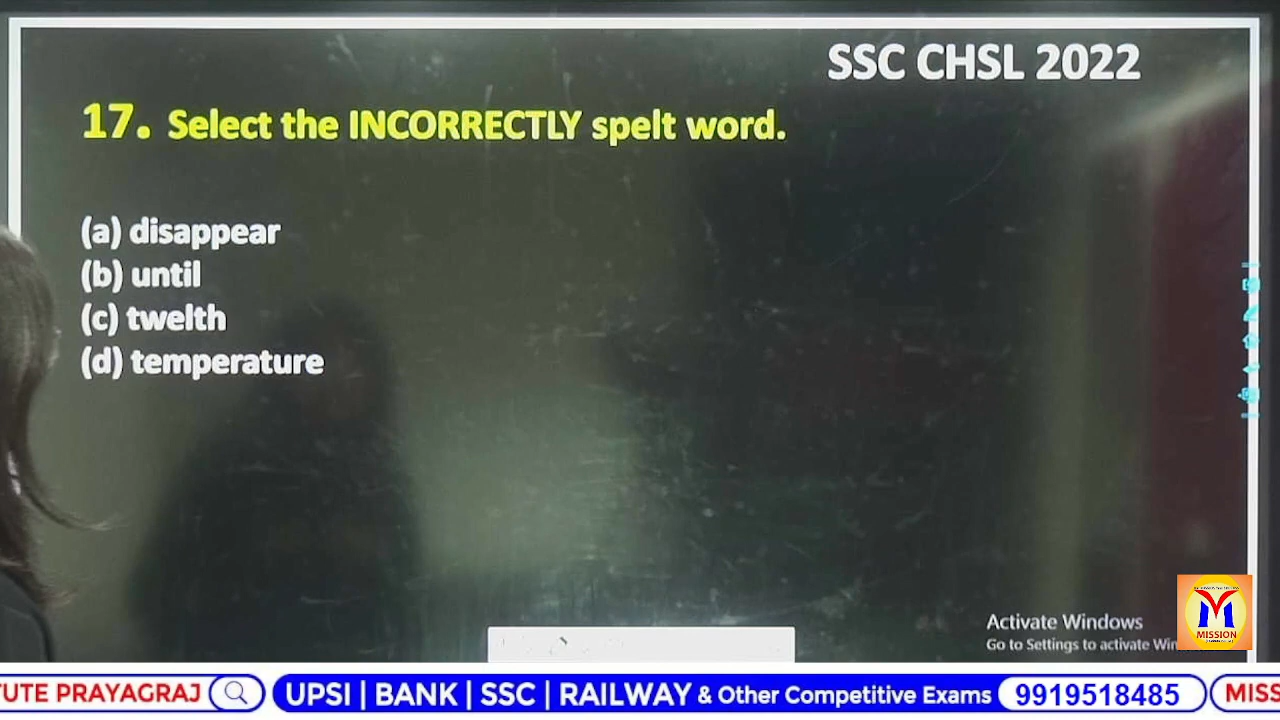 SSC CHSL 2022
17. Select the INCORRECTLY spelt word.
(a) disappear
(b) until
(c) twelth
(d) temperature
Activate Windows
Go to Settings to activate Win
MISSION
TUTE PRAYAGRAJ
UPSI | BANK | SSC | RAILWAY & Other Competitive Exams
9919518485
MISS